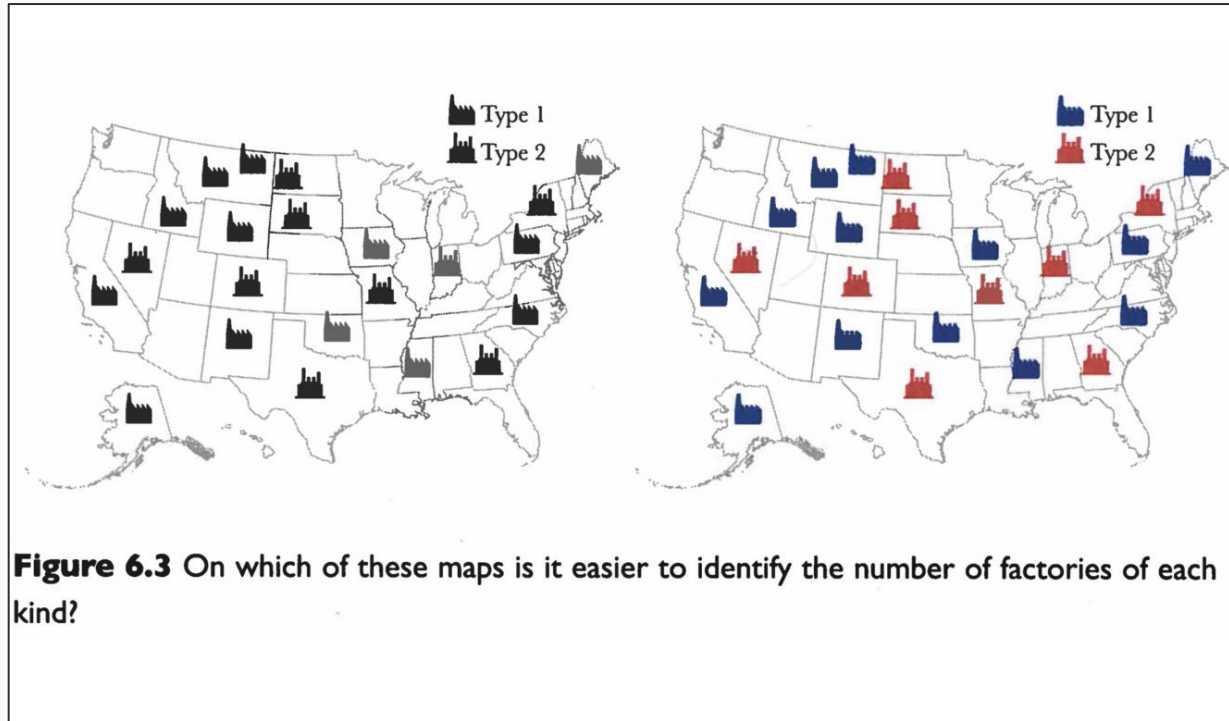 Type 1
Type 2
Type 1
Type 2
Figure 6.3 On which of these maps is it easier to identify the number of factories of each
kind?